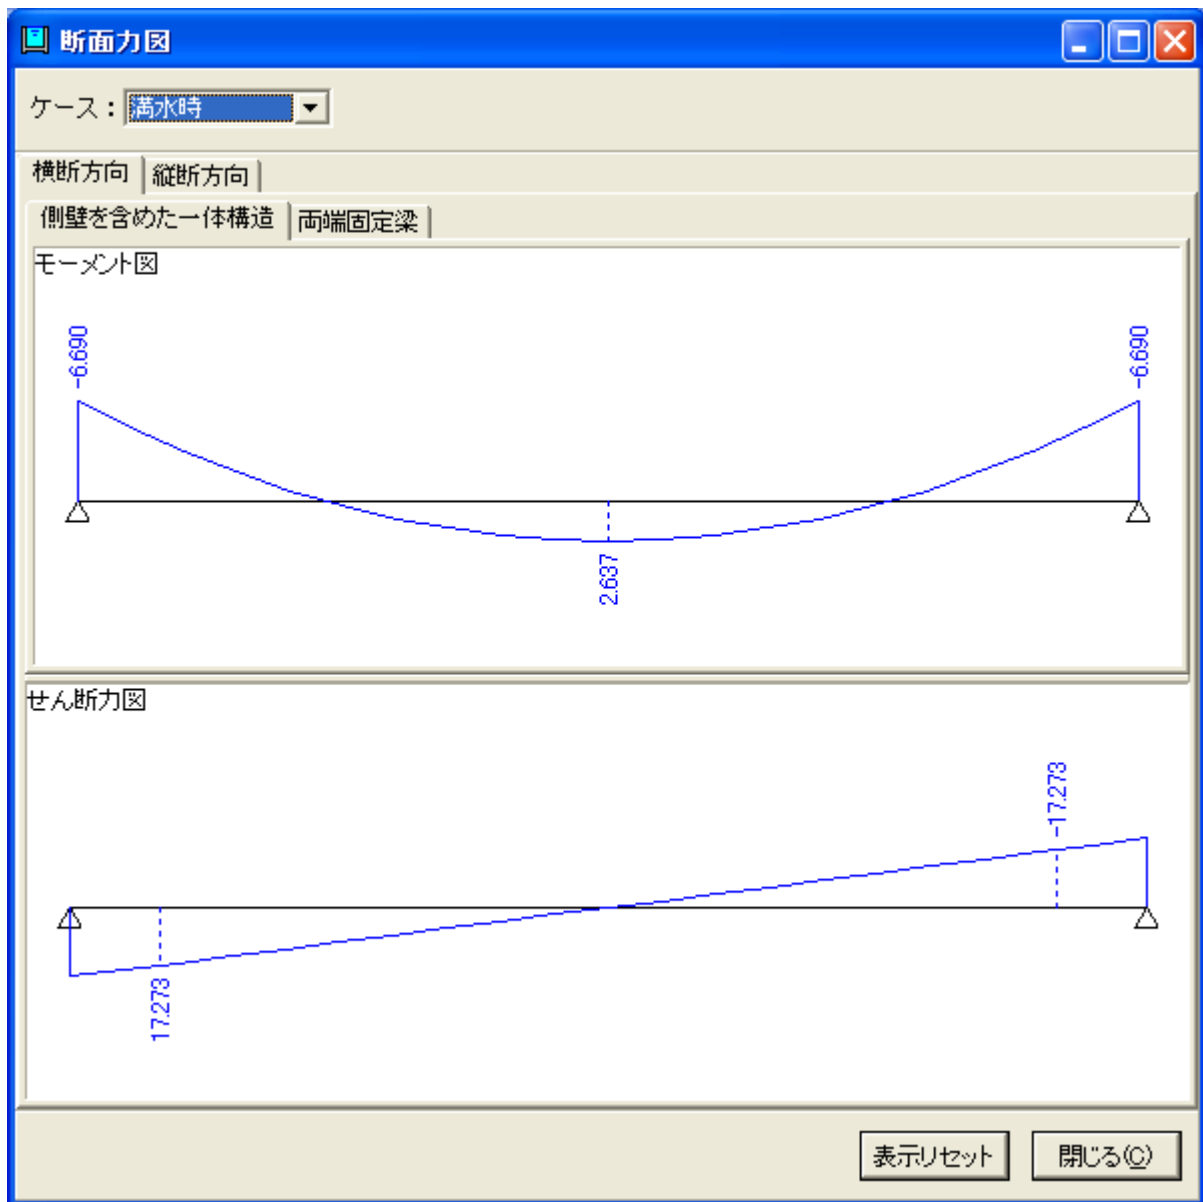 断面力図
ケース：満水時
横断方向 縦断方向
側壁を含めた一体構造 両端固定梁
モーメント図
-6.690
-6.690
2.637
せん断力図
-17.273
17.273
表示リセット 閉じる(C)